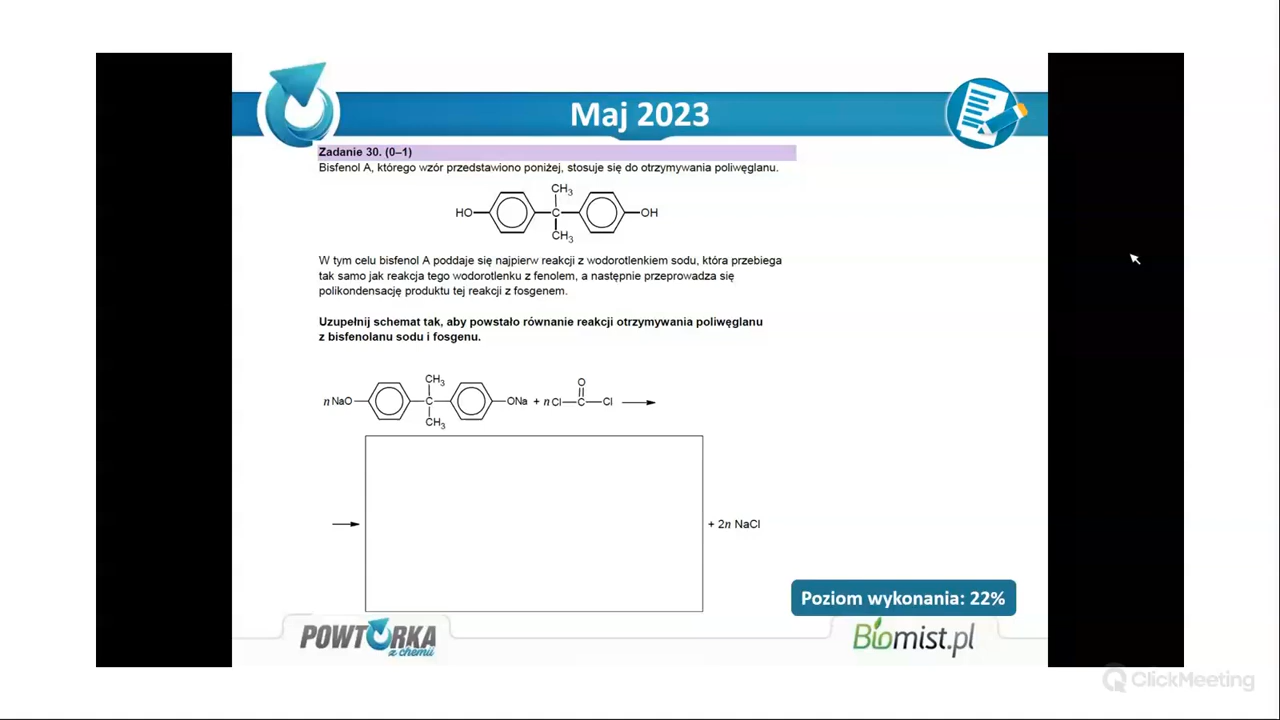 Maj 2023
Zadanie 30. (0–1)
Bisfenol A, którego wzór przedstawiono poniżej, stosuje się do otrzymywania poliwęglanu.
CH3
HO
C
OH
CH3
W tym celu bisfenol A poddaje się najpierw reakcji z wodorotlenkiem sodu, która przebiega
tak samo jak reakcja tego wodorotlenku z fenolem, a następnie przeprowadza się
polikondensację produktu tej reakcji z fosgenem.
Uzupełnij schemat tak, aby powstało równanie reakcji otrzymywania poliwęglanu
z bisfenolanu sodu i fosgenu.
CH3
O
n NaO
C
ONa + n Cl
C
Cl
CH3
+ 2n NaCl
Poziom wykonania: 22%
POWTÓRKA
z chemii
Biomist.pl
ClickMeeting